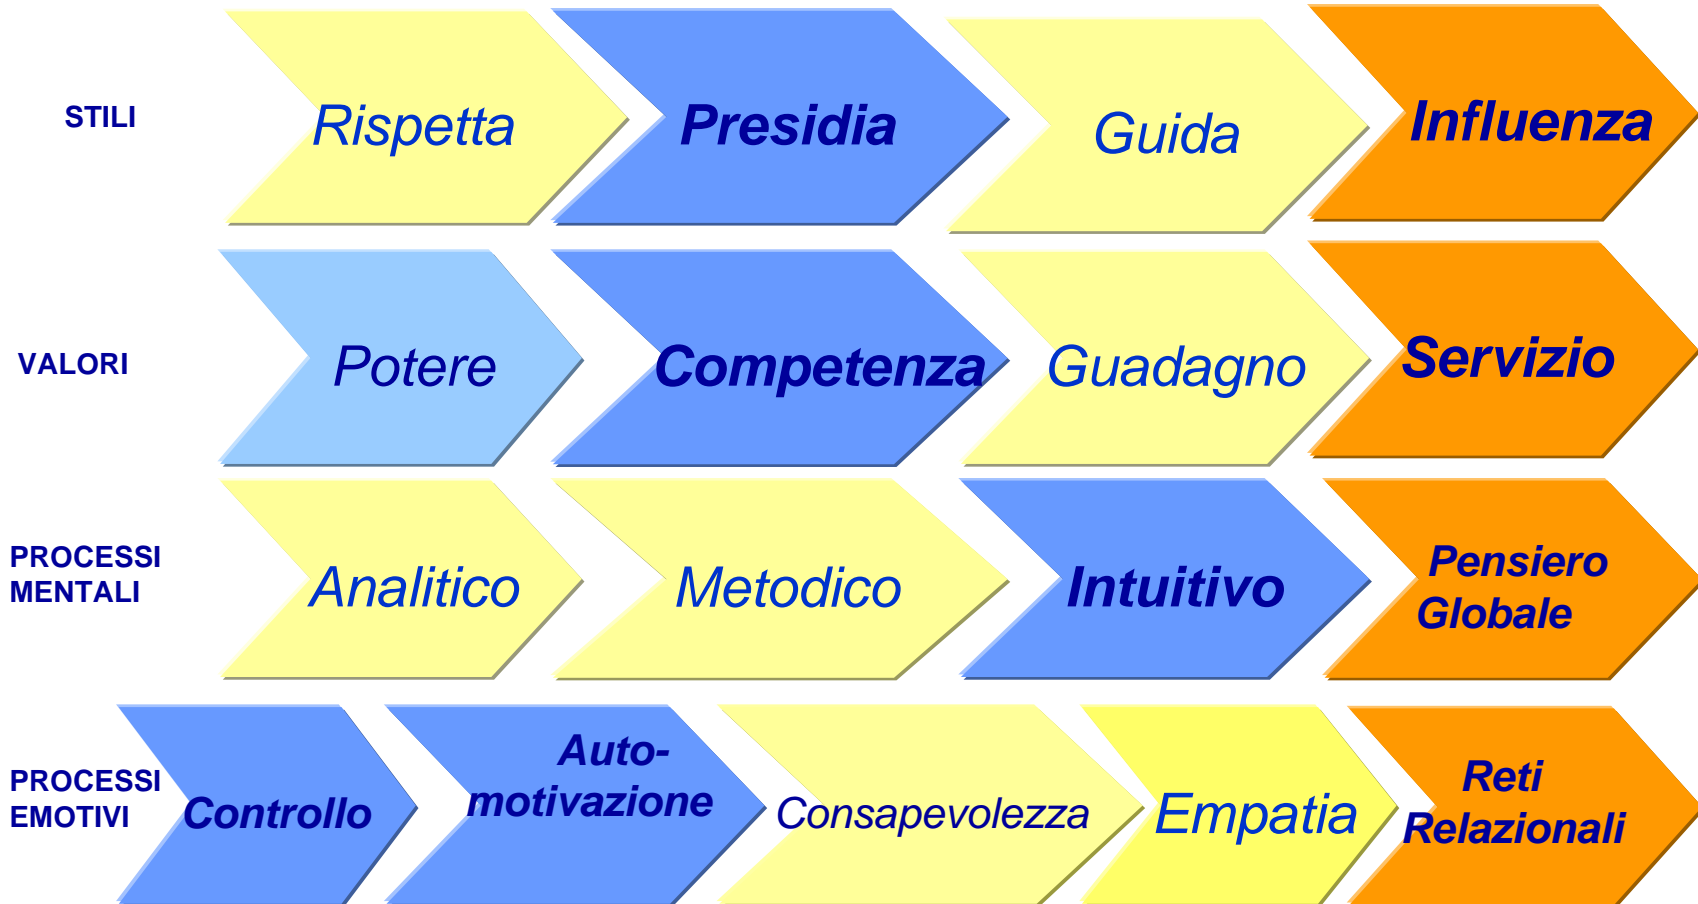 STILI
Rispetta
Presidia
Guida
Influenza
VALORI
Potere
Competenza
Guadagno
Servizio
PROCESSI
MENTALI
Analitico
Metodico
Intuitivo
Pensiero
Globale
PROCESSI
EMOTIVI
Controllo
Auto-
motivazione
Consapevolezza
Empatia
Reti
Relazionali